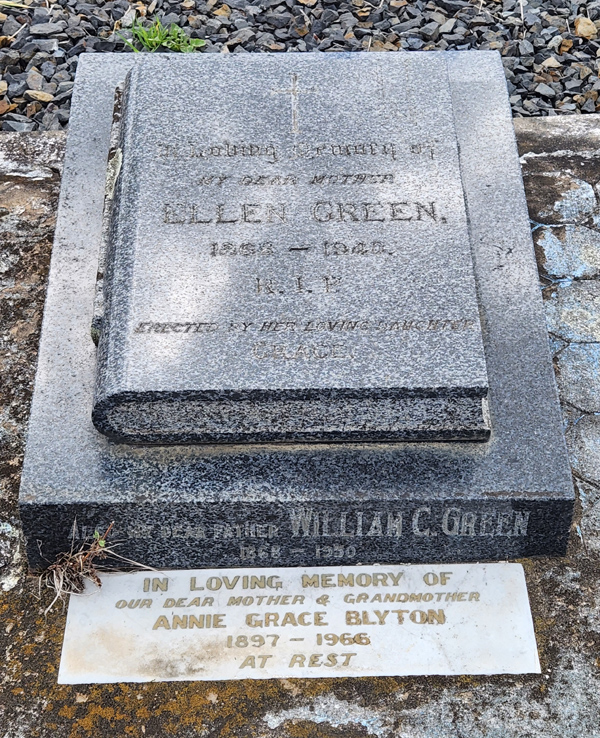 In Loving Memory of
MY DEAR MOTHER
ELLEN GREEN.
R. I. P
ERECTED BY HER LOVING DAUGHTER
GRACE.
ALSO MY DEAR FATHER WILLIAM C. GREEN
IN LOVING MEMORY OF
OUR DEAR MOTHER & GRANDMOTHER
ANNIE GRACE BLYTON
1897 - 1966
AT REST